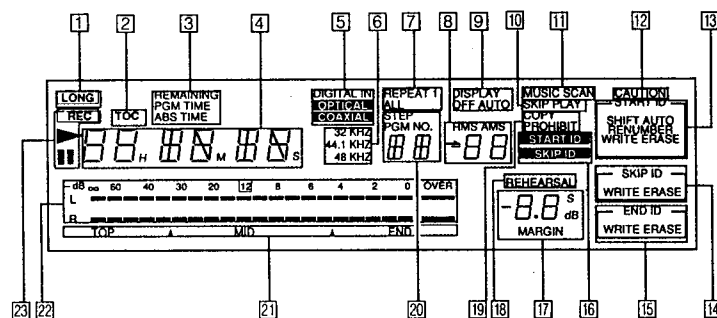 1 2 3 4 5 6 7 8 9 10 11 12 13
LONG
REC
TOC
REMAINING
PGM TIME
ABS TIME
H M S
DIGITAL IN
OPTICAL
COAXIAL
32 KHZ
44.1 KHZ
48 KHZ
REPEAT 1
ALL
STEP
PGM NO.
DISPLAY
OFF AUTO
HMS AMS
MUSIC SCAN
SKIP PLAY
COPY
PROHIBIT
START ID
SKIP ID
CAUTION
START ID
SHIFT AUTO
RENUMBER
WRITE ERASE
SKIP ID
WRITE ERASE
END ID
WRITE ERASE
dB ∞ 60 40 30 20 12 8 6 4 2 0 OVER
L
R
TOP MID END
REHEARSAL
-8.8 S dB
MARGIN
23 22 21 20 19 18 17 16 15 14